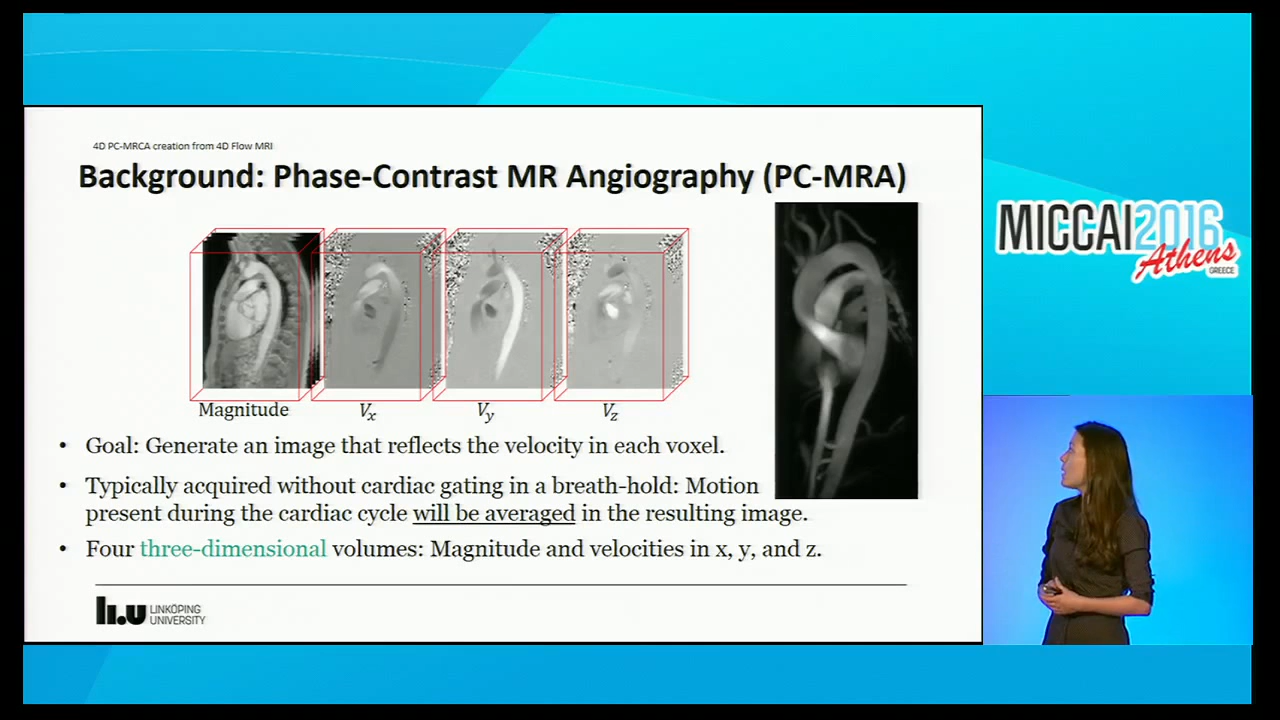 4D PC-MRCA creation from 4D Flow MRI
Background: Phase-Contrast MR Angiography (PC-MRA)
MICCAI2016
Athens
GREECE
Magnitude
Vx
Vy
Vz
• Goal: Generate an image that reflects the velocity in each voxel.
• Typically acquired without cardiac gating in a breath-hold: Motion
present during the cardiac cycle will be averaged in the resulting image.
• Four three-dimensional volumes: Magnitude and velocities in x, y, and z.
li.u LINKÖPING
UNIVERSITY